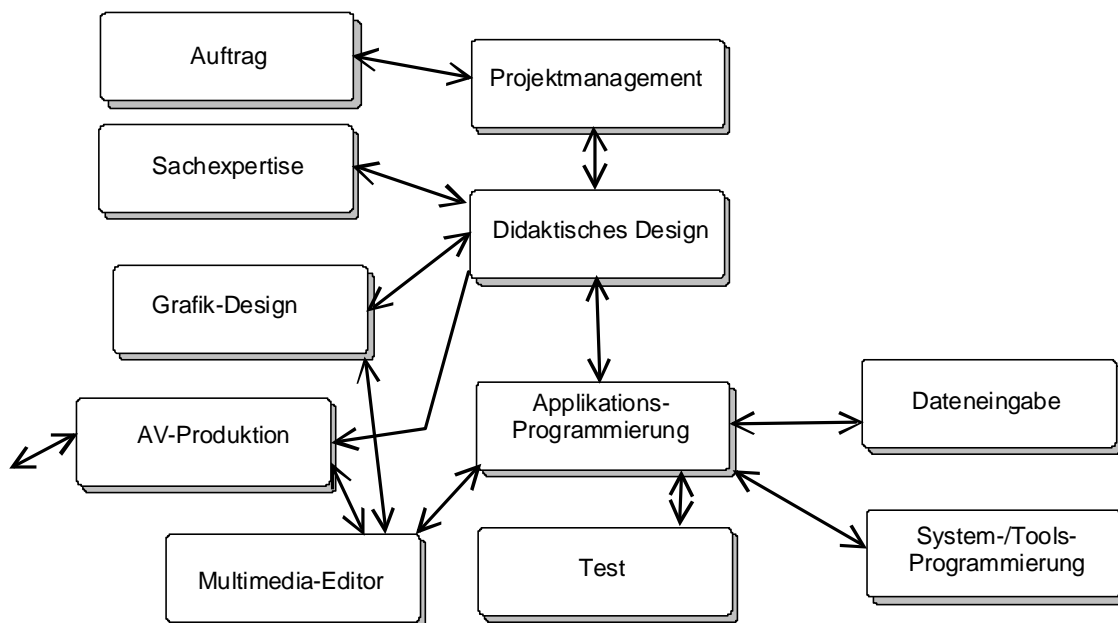 Auftrag
Projektmanagement
Sachexpertise
Didaktisches Design
Grafik-Design
Applikations-
Programmierung
Dateneingabe
AV-Produktion
System-/Tools-
Programmierung
Multimedia-Editor
Test